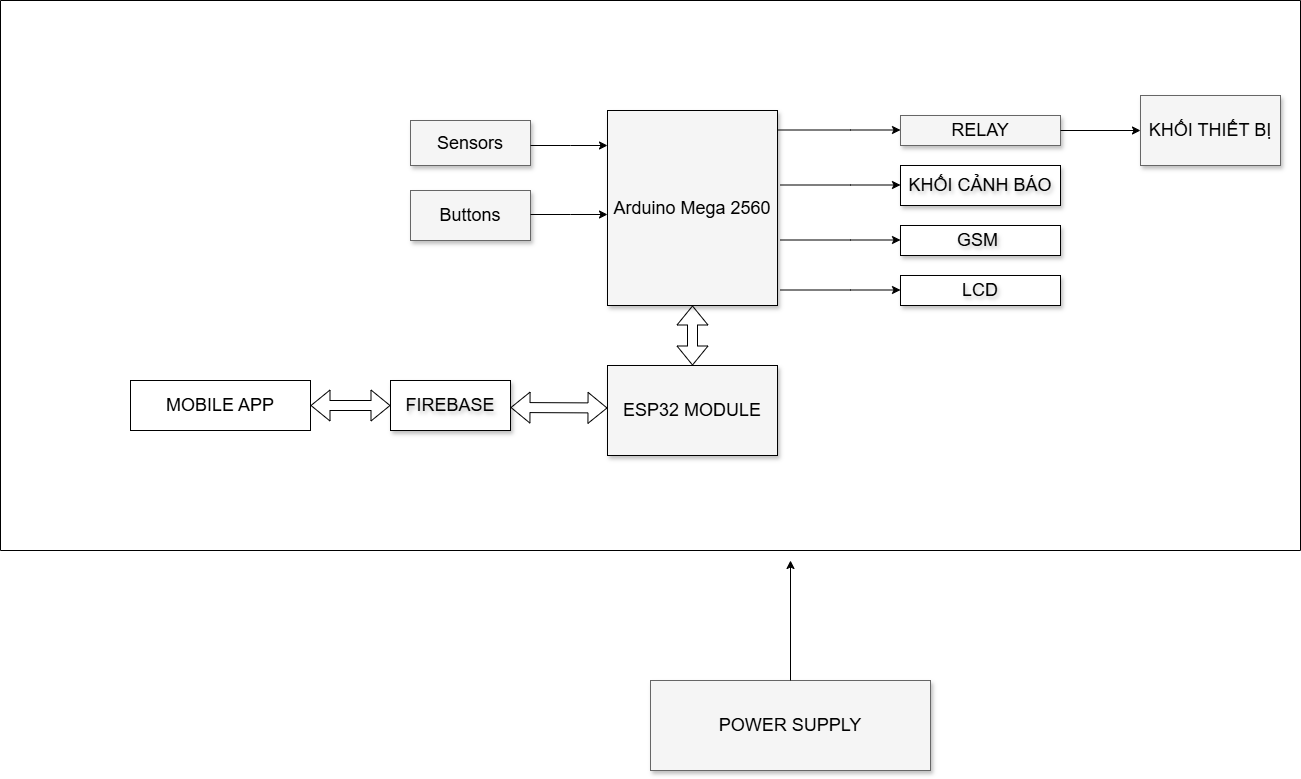 Sensors
Buttons
Arduino Mega 2560
RELAY
KHỐI THIẾT BỊ
KHỐI CẢNH BÁO
GSM
LCD
MOBILE APP
FIREBASE
ESP32 MODULE
POWER SUPPLY